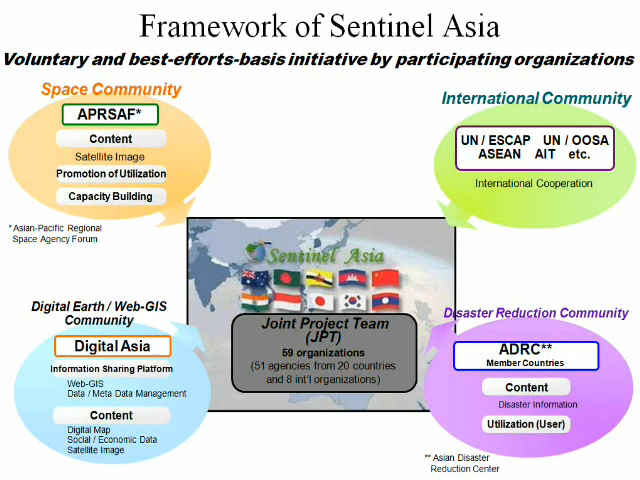 Framework of Sentinel Asia
Voluntary and best-efforts-basis initiative by participating organizations
Space Community
APRSAF*
Content
Satellite Image
Promotion of Utilization
Capacity Building
* Asian-Pacific Regional
Space Agency Forum
International Community
UN / ESCAP UN / OOSA
ASEAN AIT etc.
International Cooperation
Sentinel Asia
Joint Project Team
(JPT)
59 organizations
(51 agencies from 20 countries
and 8 int'l organizations)
Digital Earth / Web-GIS
Community
Digital Asia
Information Sharing Platform
Web-GIS
Data / Meta Data Management
Content
Digital Map
Social / Economic Data
Satellite Image
Disaster Reduction Community
ADRC**
Member Countries
Content
Disaster Information
Utilization (User)
** Asian Disaster
Reduction Center